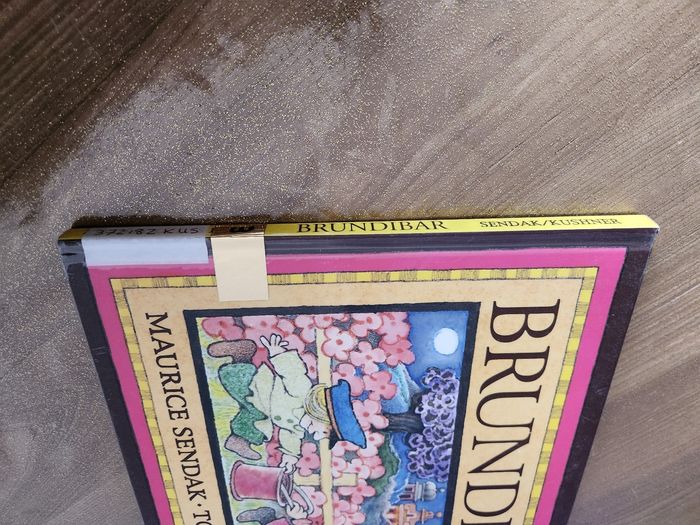 372.82 KUS
BRUNDIBAR
SENDAK/KUSHNER
BRUNDI
MAURICE SENDAK · TO